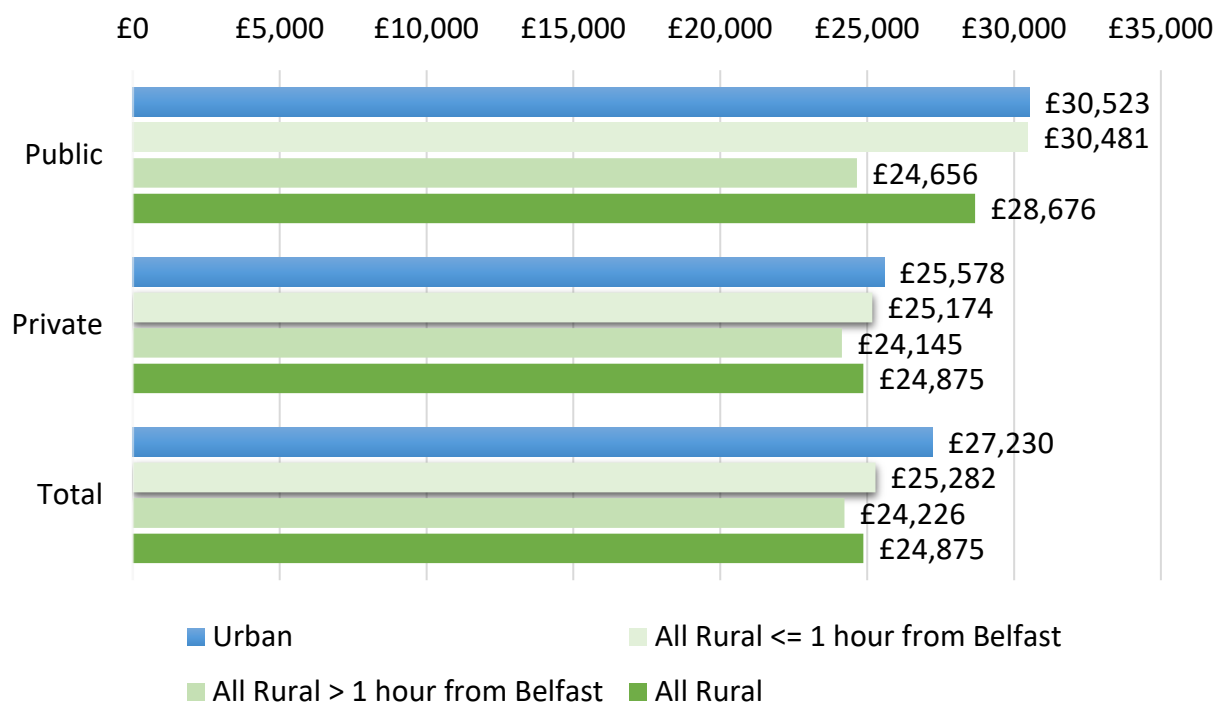 £0 £5,000 £10,000 £15,000 £20,000 £25,000 £30,000 £35,000
Public
£30,523
£30,481
£24,656
£28,676
Private
£25,578
£25,174
£24,145
£24,875
Total
£27,230
£25,282
£24,226
£24,875
Urban All Rural <= 1 hour from Belfast
All Rural > 1 hour from Belfast All Rural